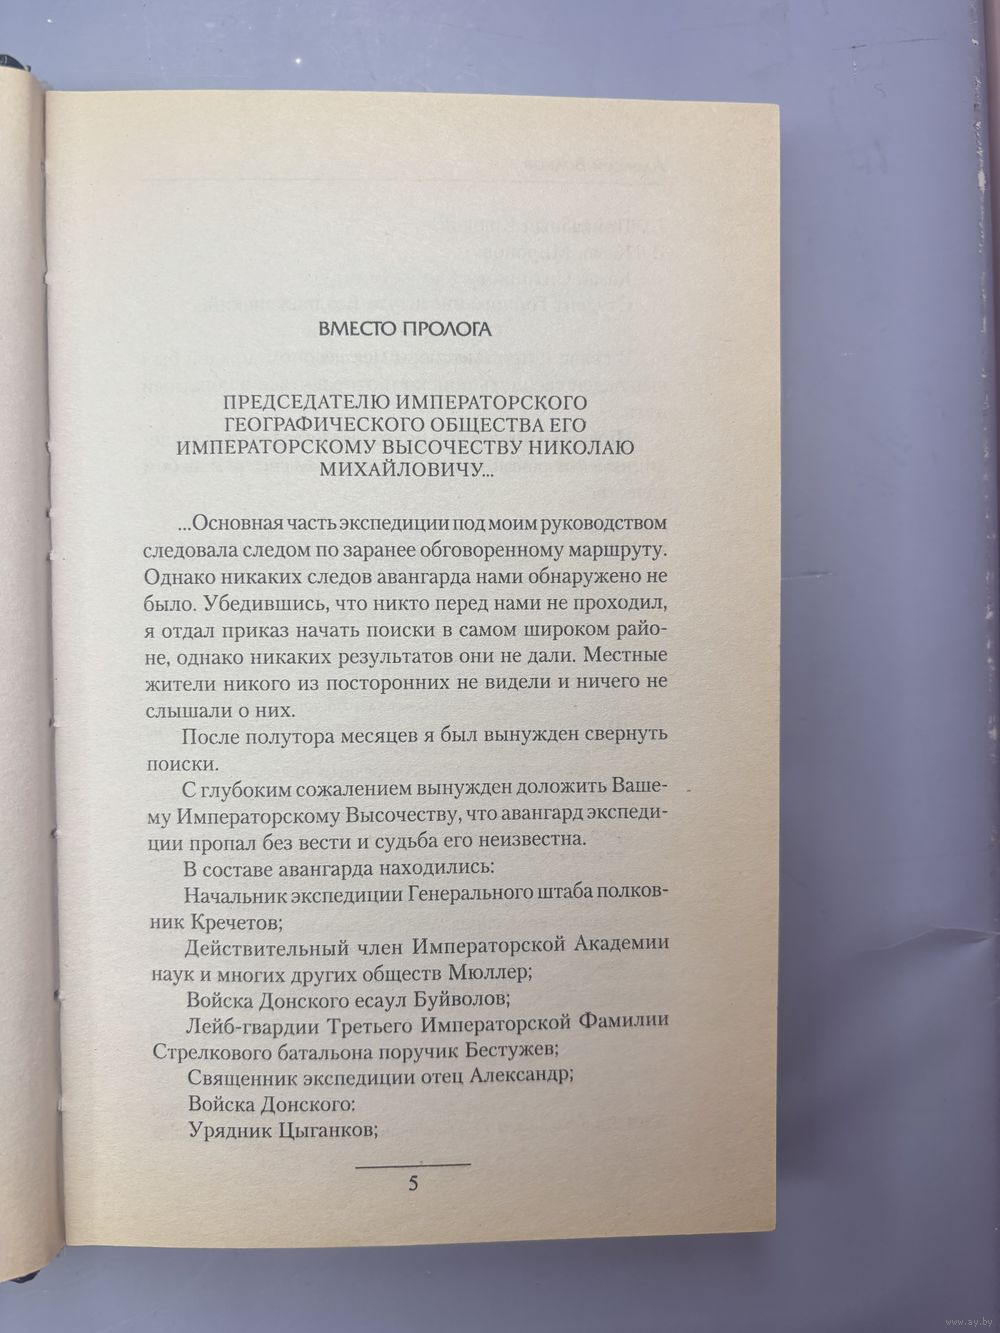 ВМЕСТО ПРОЛОГА
ПРЕДСЕДАТЕЛЮ ИМПЕРАТОРСКОГО
ГЕОГРАФИЧЕСКОГО ОБЩЕСТВА ЕГО
ИМПЕРАТОРСКОМУ ВЫСОЧЕСТВУ НИКОЛАЮ
МИХАЙЛОВИЧУ...
...Основная часть экспедиции под моим руководством
следовала следом по заранее обговоренному маршруту.
Однако никаких следов авангарда нами обнаружено не
было. Убедившись, что никто перед нами не проходил,
я отдал приказ начать поиски в самом широком райо-
не, однако никаких результатов они не дали. Местные
жители никого из посторонних не видели и ничего не
слышали о них.
После полутора месяцев я был вынужден свернуть
поиски.
С глубоким сожалением вынужден доложить Ваше-
му Императорскому Высочеству, что авангард экспеди-
ции пропал без вести и судьба его неизвестна.
В составе авангарда находились:
Начальник экспедиции Генерального штаба полков-
ник Кречетов;
Действительный член Императорской Академии
наук и многих других обществ Мюллер;
Войска Донского есаул Буйволов;
Лейб-гвардии Третьего Императорской Фамилии
Стрелкового батальона поручик Бестужев;
Священник экспедиции отец Александр;
Войска Донского:
Урядник Цыганков;
5
www.ay.by